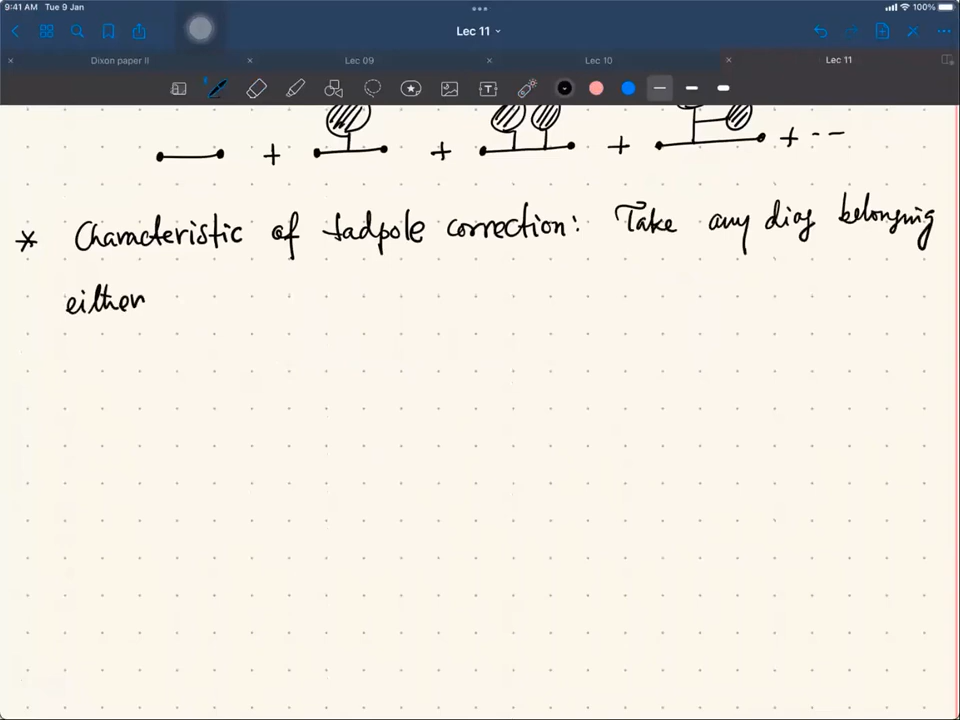 9:41 AM Tue 9 Jan 100%
Lec 11
Dixon paper II Lec 09 Lec 10 Lec 11
+ + + + --
* Characteristic of tadpole correction: Take any diag belonging
either